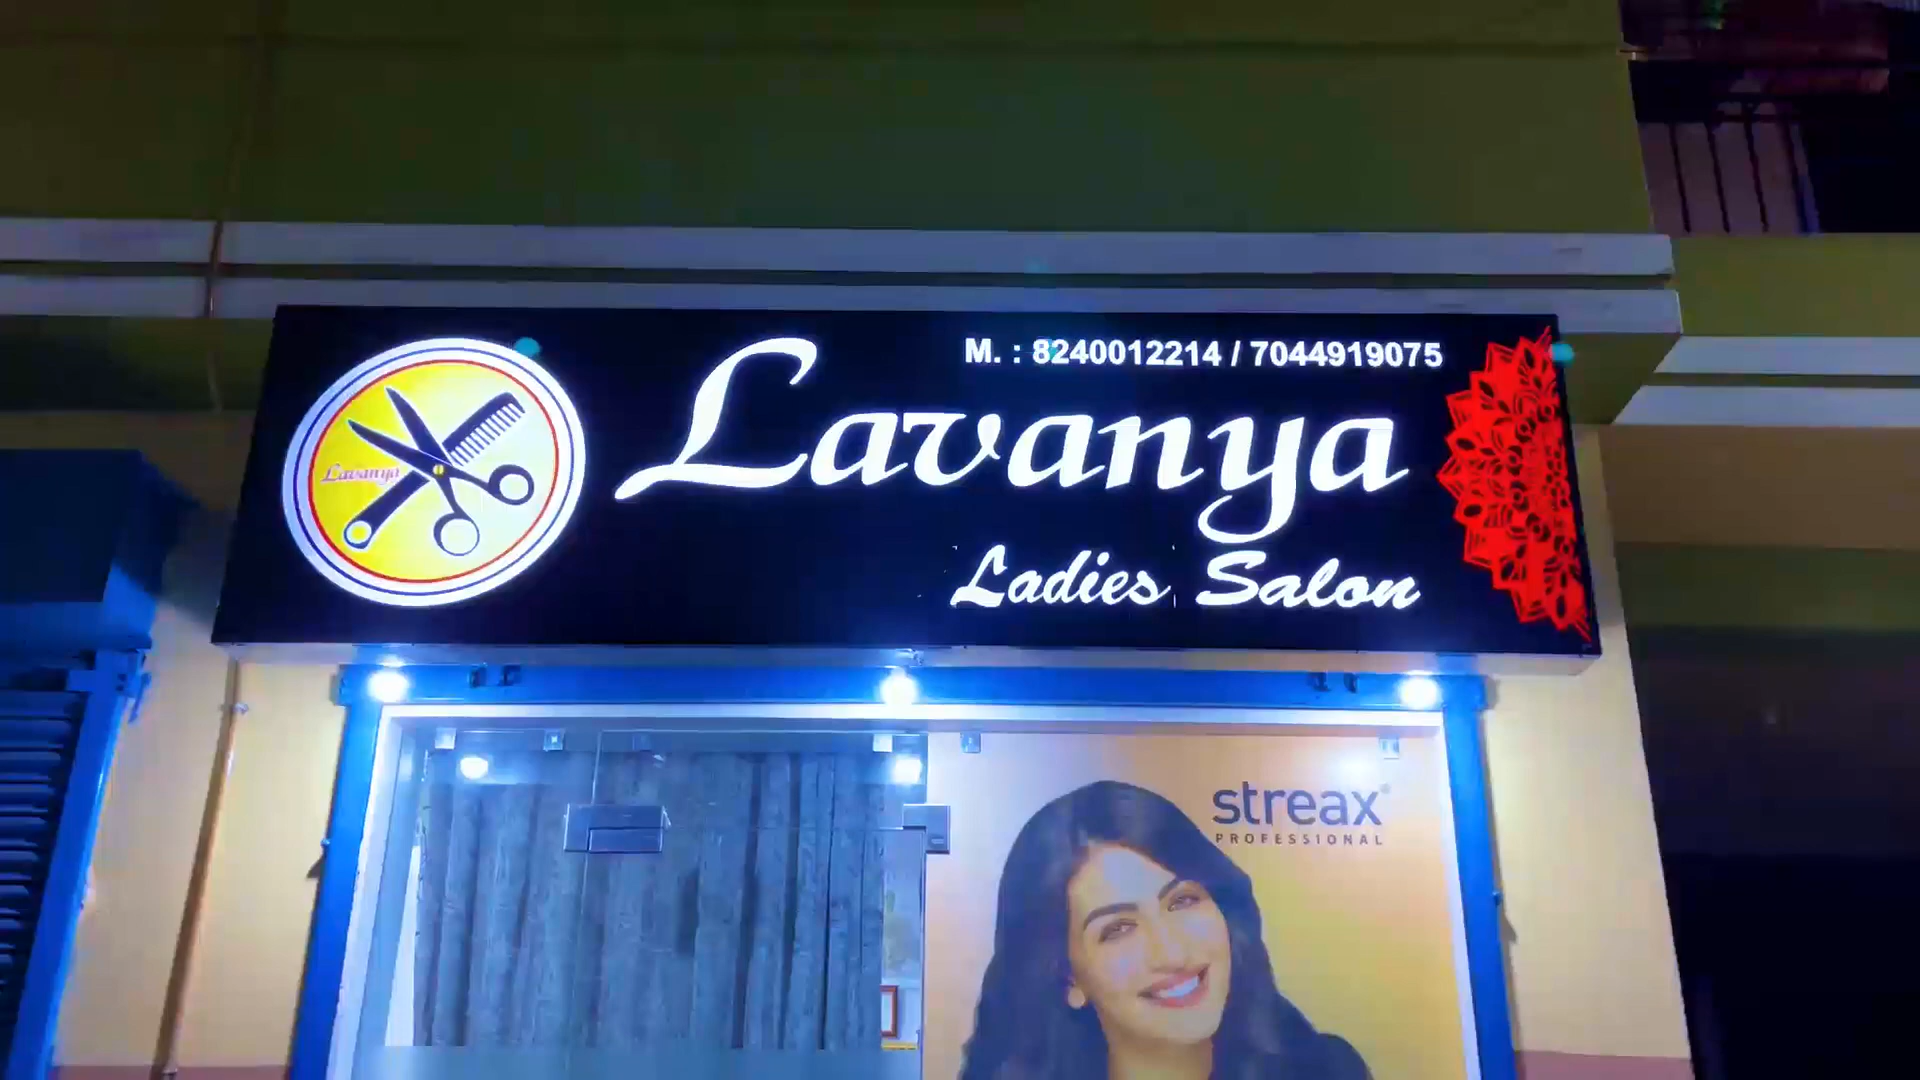 M. : 8240012214 / 7044919075
Lavanya
Lavanya
Ladies Salon
streax
PROFESSIONAL